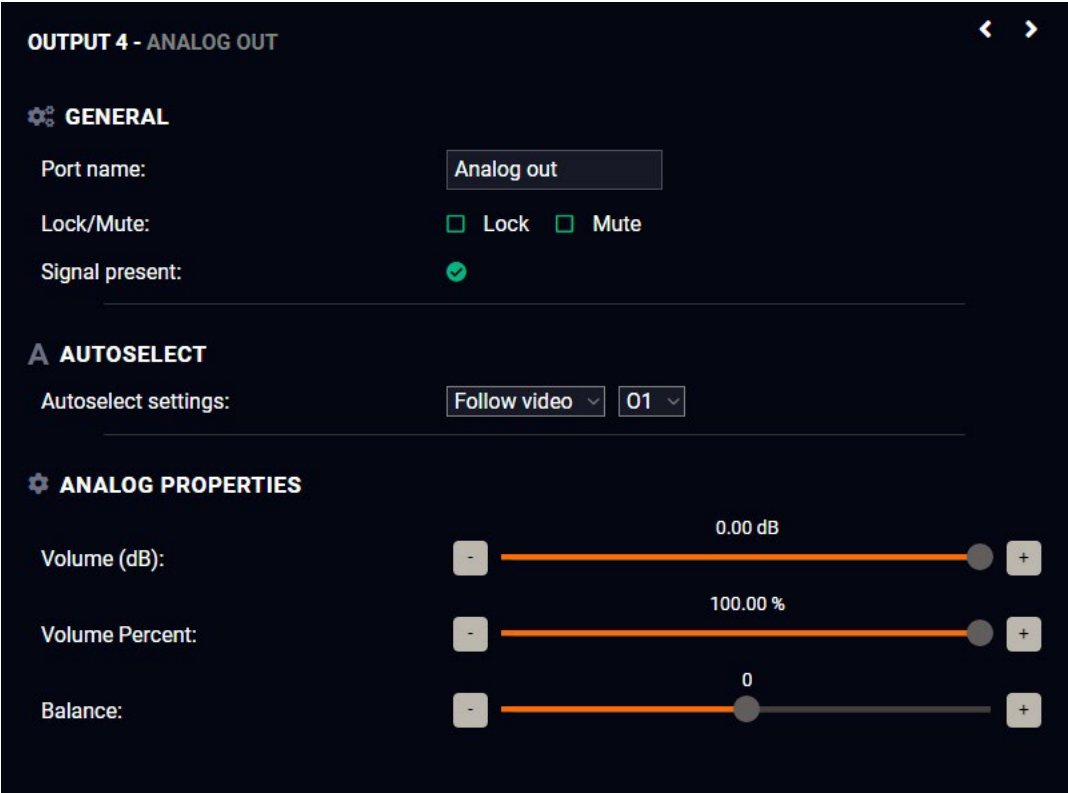 OUTPUT 4 - ANALOG OUT
GENERAL
Port name: Analog out
Lock/Mute: Lock Mute
Signal present:
A AUTOSELECT
Autoselect settings: Follow video O1
ANALOG PROPERTIES
0.00 dB
Volume (dB): - +
100.00 %
Volume Percent: - +
0
Balance: - +